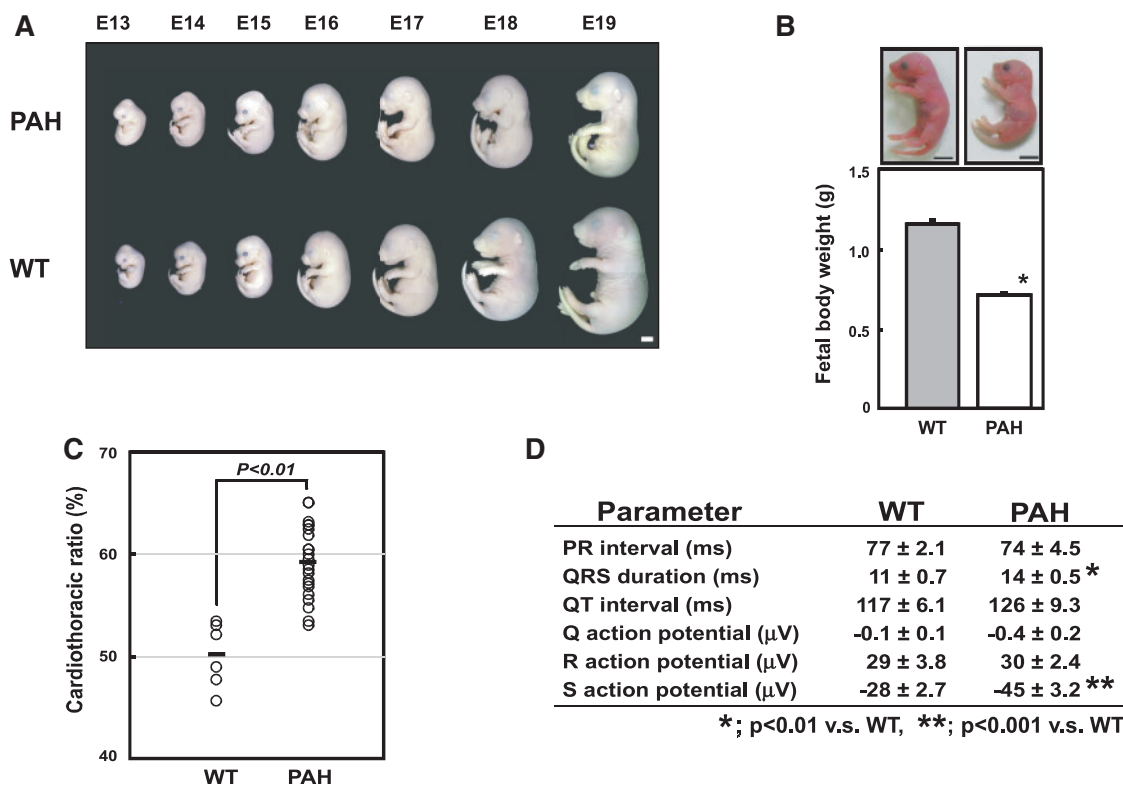 A
E13 E14 E15 E16 E17 E18 E19
PAH
WT
B
Fetal body weight (g)
1.5
1.0
0.5
0
*
WT PAH
C
Cardiothoracic ratio (%)
70
60
50
40
P<0.01
WT PAH
D
Parameter WT PAH
PR interval (ms) 77 ± 2.1 74 ± 4.5
QRS duration (ms) 11 ± 0.7 14 ± 0.5 *
QT interval (ms) 117 ± 6.1 126 ± 9.3
Q action potential (μV) -0.1 ± 0.1 -0.4 ± 0.2
R action potential (μV) 29 ± 3.8 30 ± 2.4
S action potential (μV) -28 ± 2.7 -45 ± 3.2 **
*; p<0.01 v.s. WT, **; p<0.001 v.s. WT